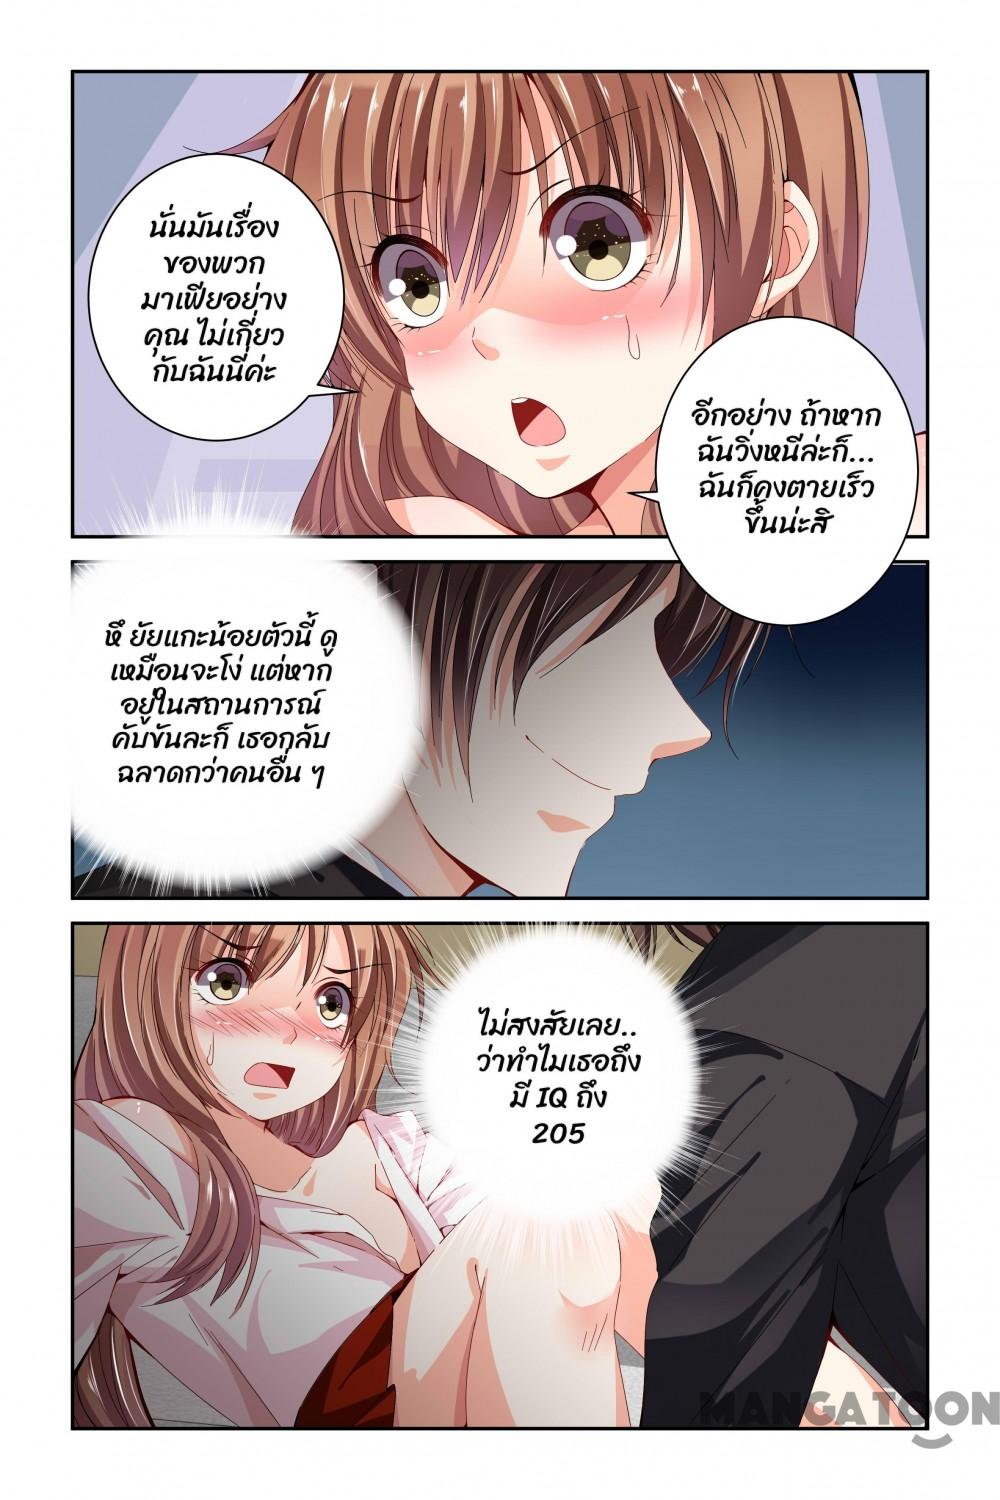 นั่นมันเรื่อง
ของพวก
มาเฟียอย่าง
คุณ ไม่เกี่ยว
กับฉันนี่ค่ะ
อีกอย่าง ถ้าหาก
ฉันวิ่งหนีล่ะก็...
ฉันก็คงตายเร็ว
ขึ้นน่ะสิ
หึ ยัยแกะน้อยตัวนี้ ดู
เหมือนจะโง่ แต่หาก
อยู่ในสถานการณ์
คับขันละก็ เธอกลับ
ฉลาดกว่าคนอื่น ๆ
ไม่สงสัยเลย..
ว่าทำไมเธอถึง
มี IQ ถึง
205
MANGATOON